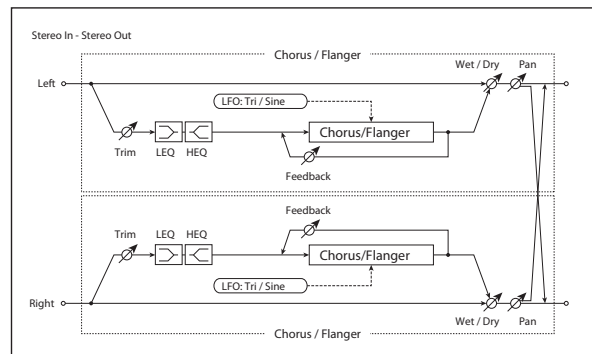 Stereo In - Stereo Out
Chorus / Flanger
Wet / Dry Pan
Left
LFO: Tri / Sine
Chorus/Flanger
Trim LEQ HEQ
Feedback
Feedback
Trim LEQ HEQ
Chorus/Flanger
LFO: Tri / Sine
Right
Wet / Dry Pan
Chorus / Flanger